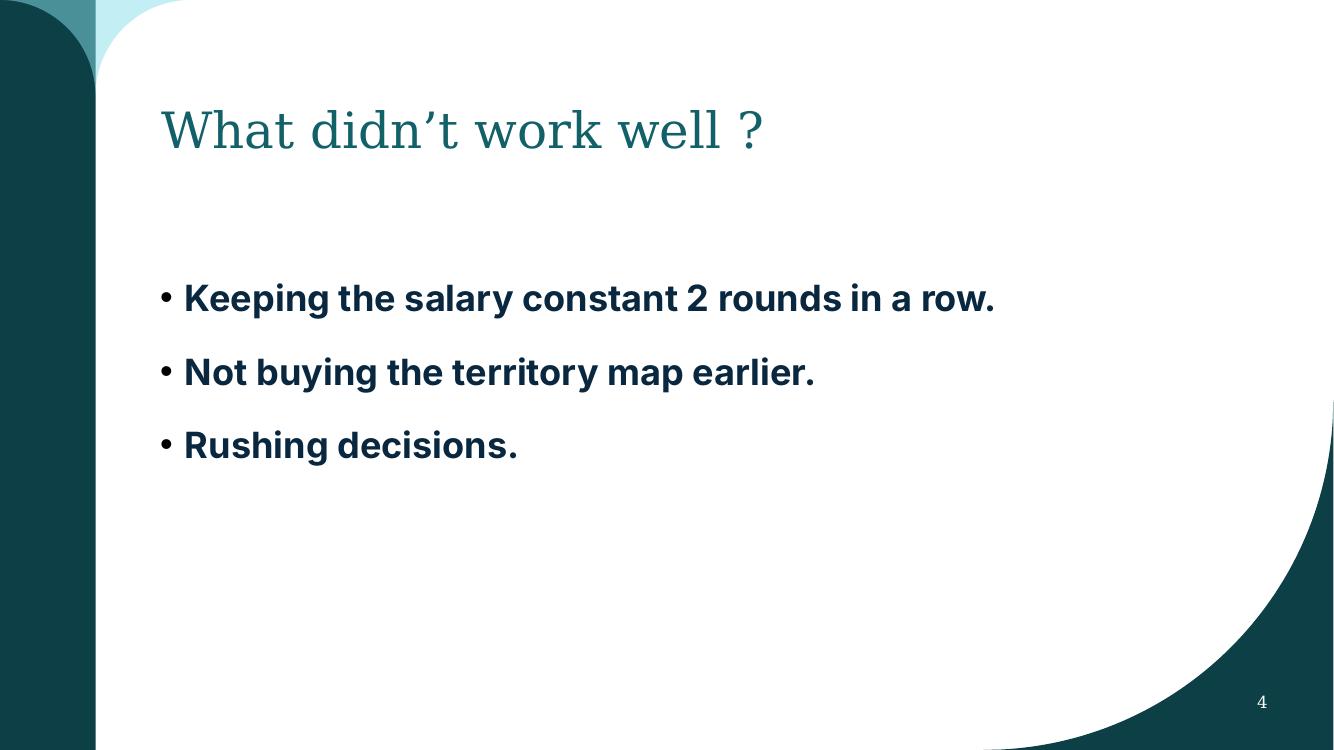 What didn’t work well ?
• Keeping the salary constant 2 rounds in a row.
• Not buying the territory map earlier.
• Rushing decisions.
4